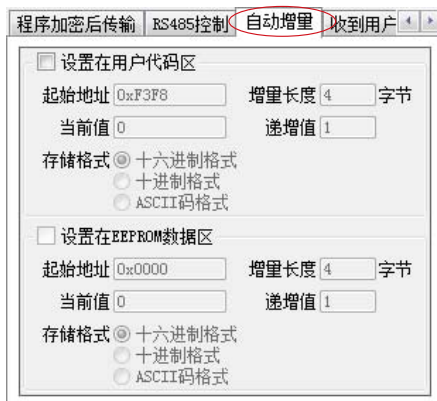 程序加密后传输 RS485控制 自动增量 收到用户
设置在用户代码区
起始地址 0xF3F8 增量长度 4 字节
当前值 0 递增值 1
存储格式 十六进制格式
十进制格式
ASCII码格式
设置在EEPROM数据区
起始地址 0x0000 增量长度 4 字节
当前值 0 递增值 1
存储格式 十六进制格式
十进制格式
ASCII码格式